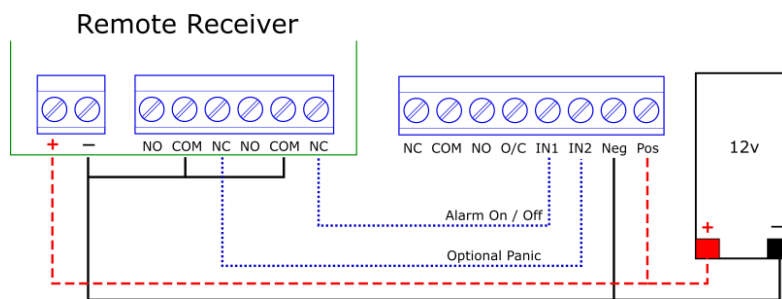 Remote Receiver
+ − NO COM NC NO COM NC
NC COM NO O/C IN1 IN2 Neg Pos
12v
Alarm On / Off
Optional Panic
+ −